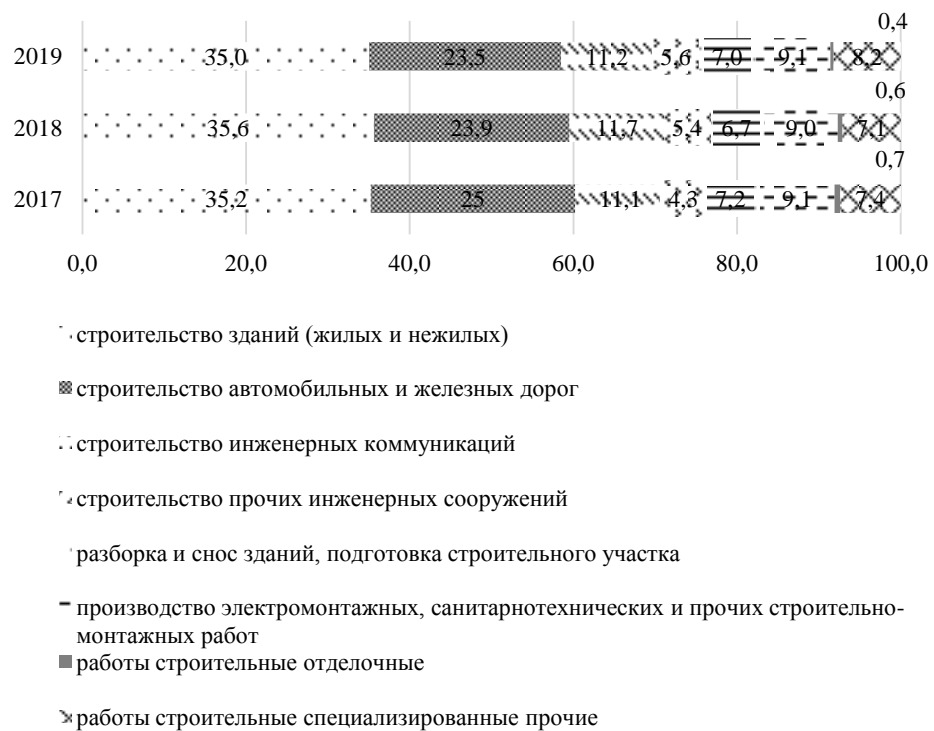 0,4
2019 35,0 23,5 11,2 5,6 7,0 9,1 8,2
0,6
2018 35,6 23,9 11,7 5,4 6,7 9,0 7,1
0,7
2017 35,2 25 11,1 4,3 7,2 9,1 7,4
0,0 20,0 40,0 60,0 80,0 100,0
строительство зданий (жилых и нежилых)
строительство автомобильных и железных дорог
строительство инженерных коммуникаций
строительство прочих инженерных сооружений
разборка и снос зданий, подготовка строительного участка
производство электромонтажных, санитарнотехнических и прочих строительно-
монтажных работ
работы строительные отделочные
работы строительные специализированные прочие